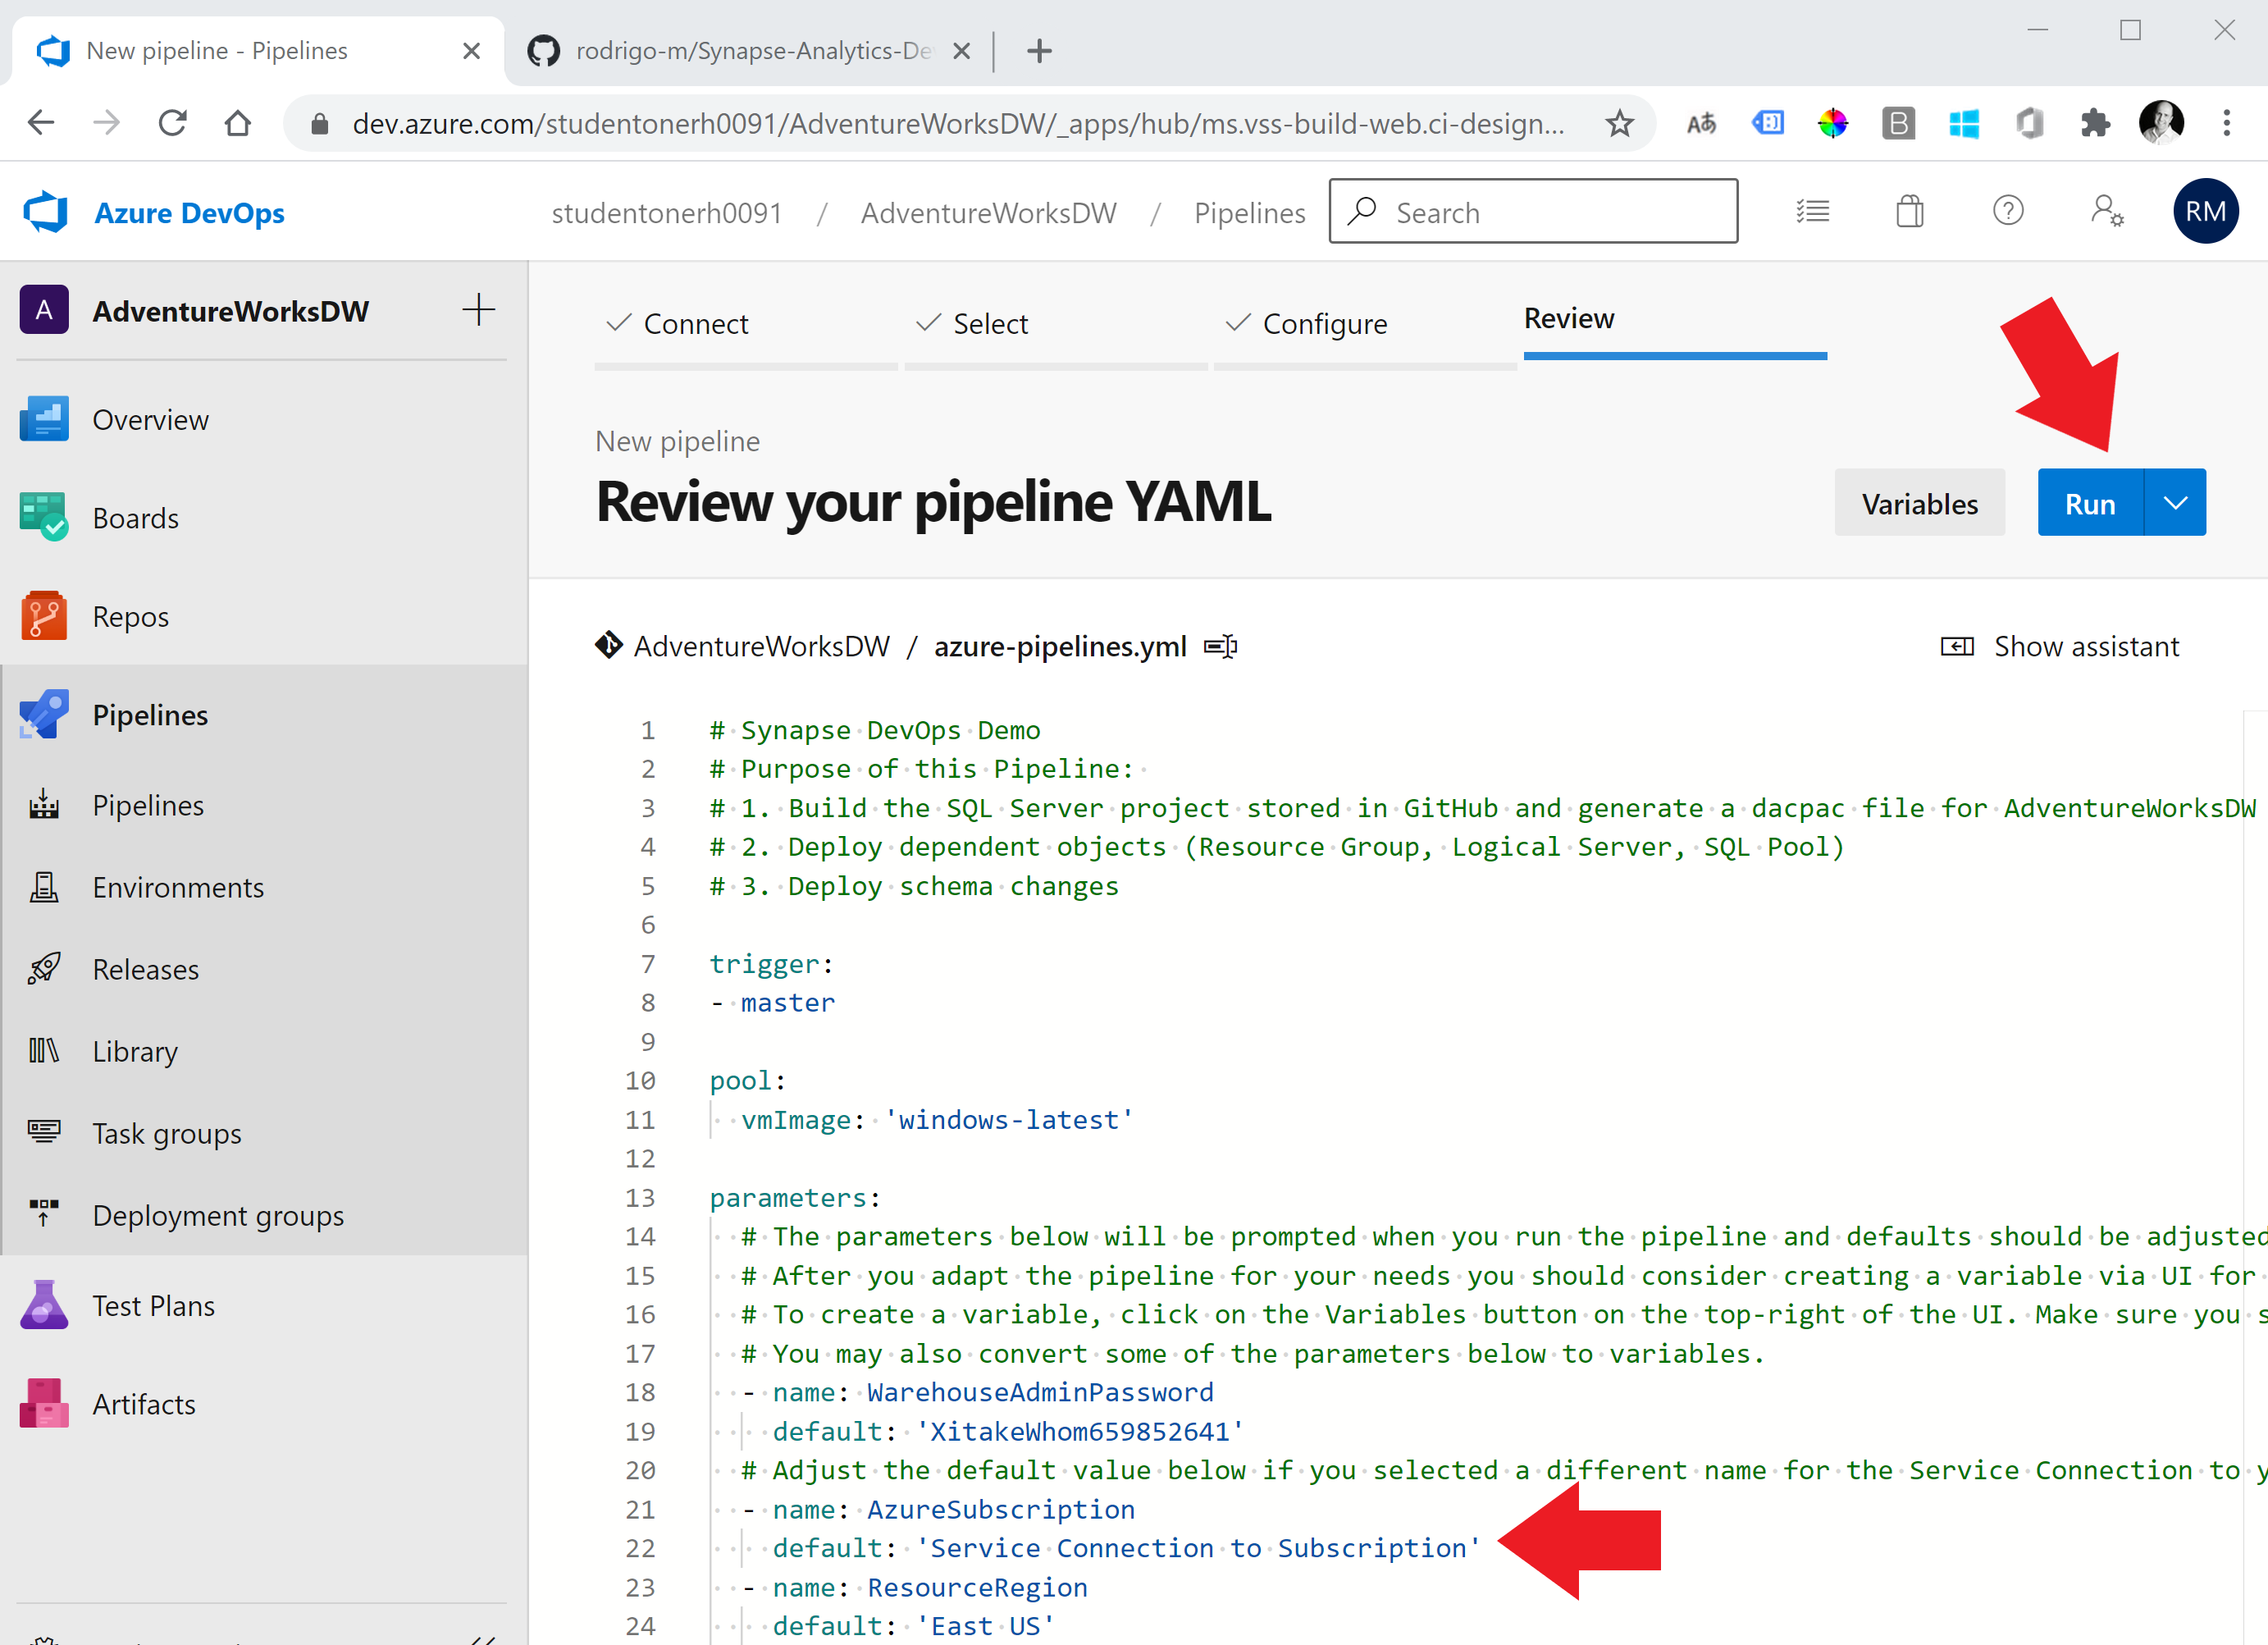 New pipeline - Pipelines
rodrigo-m/Synapse-Analytics-De
dev.azure.com/studentonerh0091/AdventureWorksDW/_apps/hub/ms.vss-build-web.ci-design...
Aあ
B
Azure DevOps
studentonerh0091 / AdventureWorksDW / Pipelines
Search
RM
A AdventureWorksDW
Overview
Boards
Repos
Pipelines
Pipelines
Environments
Releases
Library
Task groups
Deployment groups
Test Plans
Artifacts
Connect
Select
Configure
Review
New pipeline
Review your pipeline YAML
Variables
Run
AdventureWorksDW / azure-pipelines.yml
Show assistant
1 # Synapse DevOps Demo
2 # Purpose of this Pipeline:
3 # 1. Build the SQL Server project stored in GitHub and generate a dacpac file for AdventureWorksDW
4 # 2. Deploy dependent objects (Resource Group, Logical Server, SQL Pool)
5 # 3. Deploy schema changes
6
7 trigger:
8 - master
9
10 pool:
11 vmImage: 'windows-latest'
12
13 parameters:
14 # The parameters below will be prompted when you run the pipeline and defaults should be adjusted
15 # After you adapt the pipeline for your needs you should consider creating a variable via UI for
16 # To create a variable, click on the Variables button on the top-right of the UI. Make sure you s
17 # You may also convert some of the parameters below to variables.
18 - name: WarehouseAdminPassword
19 default: 'XitakeWhom659852641'
20 # Adjust the default value below if you selected a different name for the Service Connection to y
21 - name: AzureSubscription
22 default: 'Service Connection to Subscription'
23 - name: ResourceRegion
24 default: 'East US'